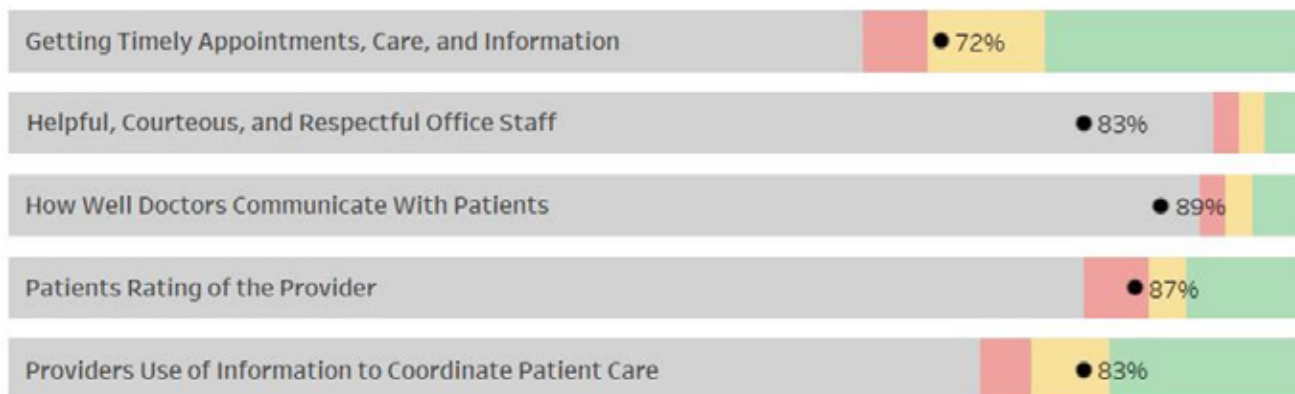 Getting Timely Appointments, Care, and Information 72%
Helpful, Courteous, and Respectful Office Staff 83%
How Well Doctors Communicate With Patients 89%
Patients Rating of the Provider 87%
Providers Use of Information to Coordinate Patient Care 83%